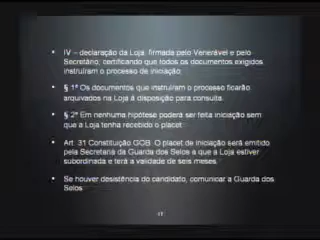 • IV – declaração da Loja firmada pelo Venerável e pelo
Secretário, certificando que todos os documentos exigidos
instruíram o processo de iniciação.
• § 1º Os documentos que instruíram o processo ficarão
arquivados na Loja à disposição para consulta.
• § 2º Em nenhuma hipótese poderá ser feita iniciação sem
que a Loja tenha recebido o placet.
• Art. 31 Constituição GOB. O placet de iniciação será emitido
pela Secretaria da Guarda dos Selos a que a Loja estiver
subordinada e terá a validade de seis meses.
• Se houver desistência do candidato, comunicar a Guarda dos
Selos